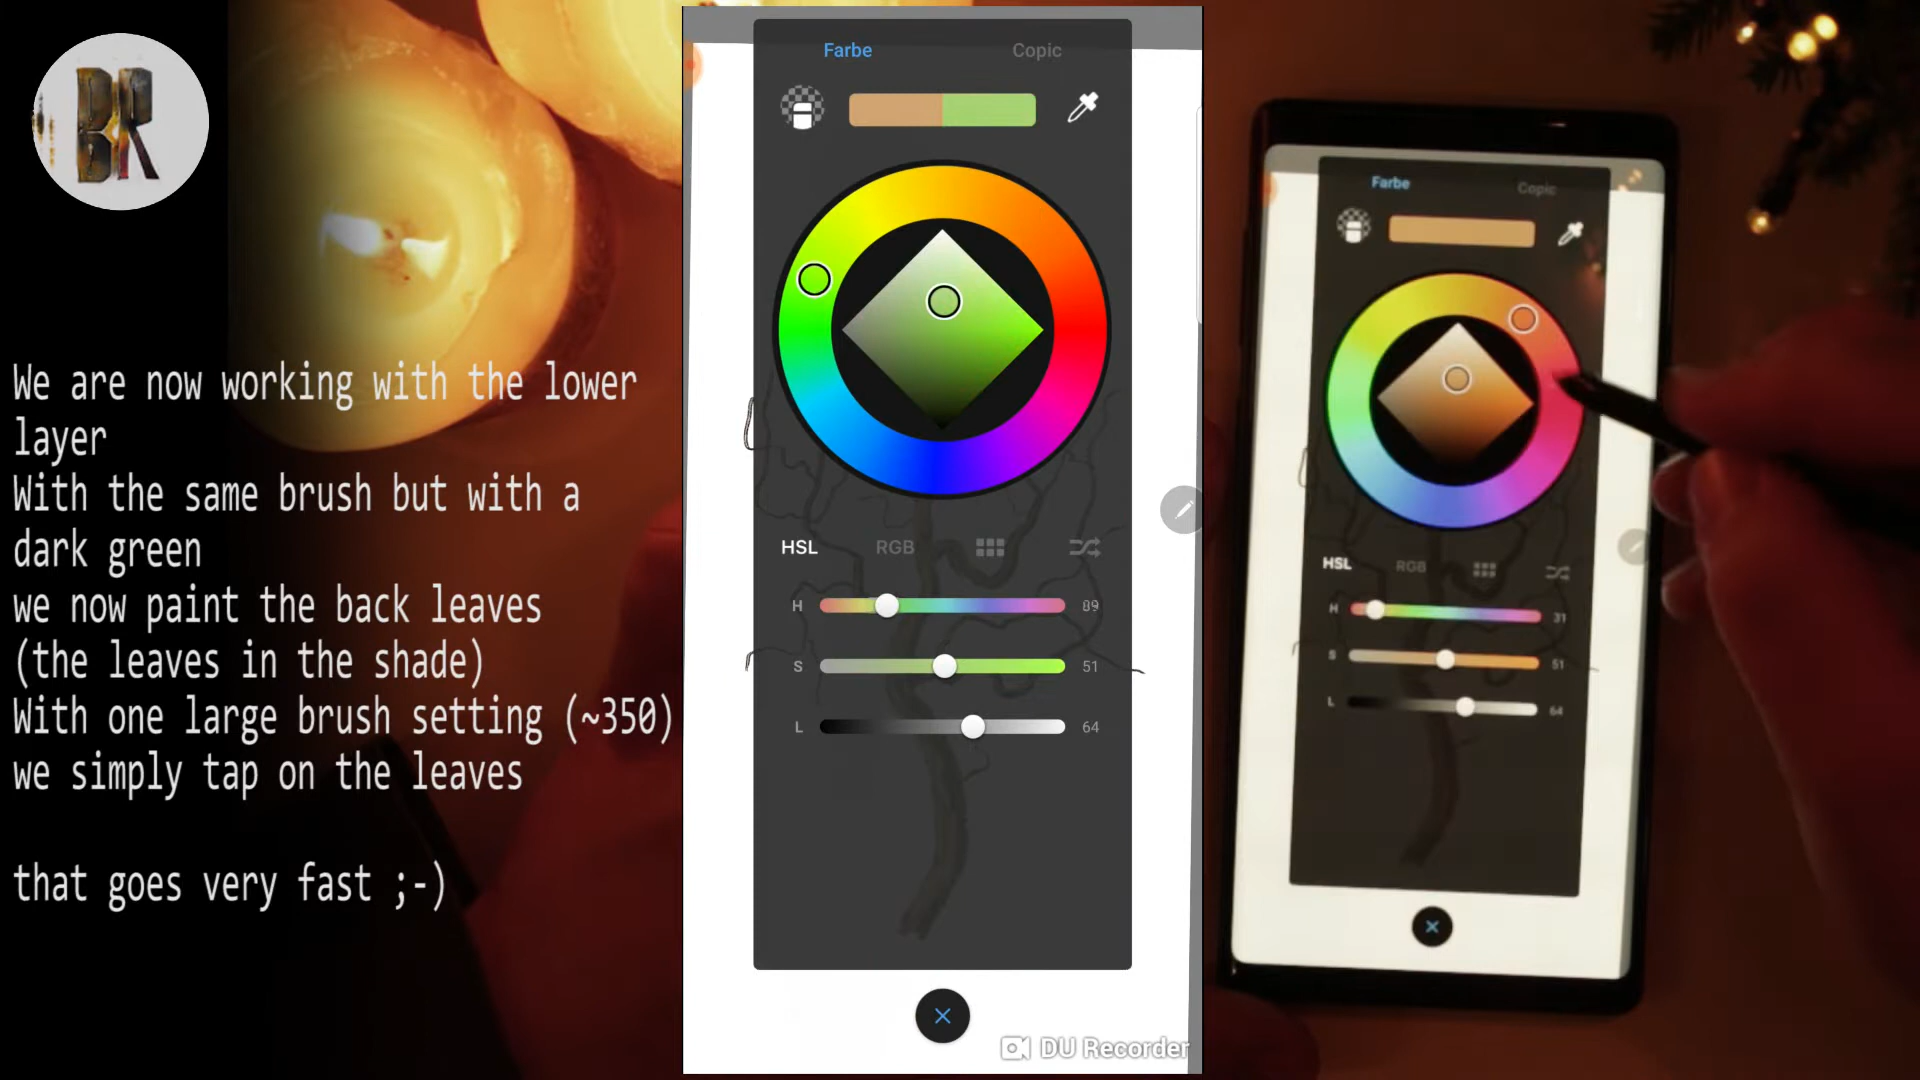 BR
We are now working with the lower
layer
With the same brush but with a
dark green
we now paint the back leaves
(the leaves in the shade)
With one large brush setting (~350)
we simply tap on the leaves
that goes very fast ;-)
Farbe Copic
HSL RGB
H 89
S 51
L 64
DU Recorder
Farbe Copic
HSL RGB
H 31
S 51
L 64